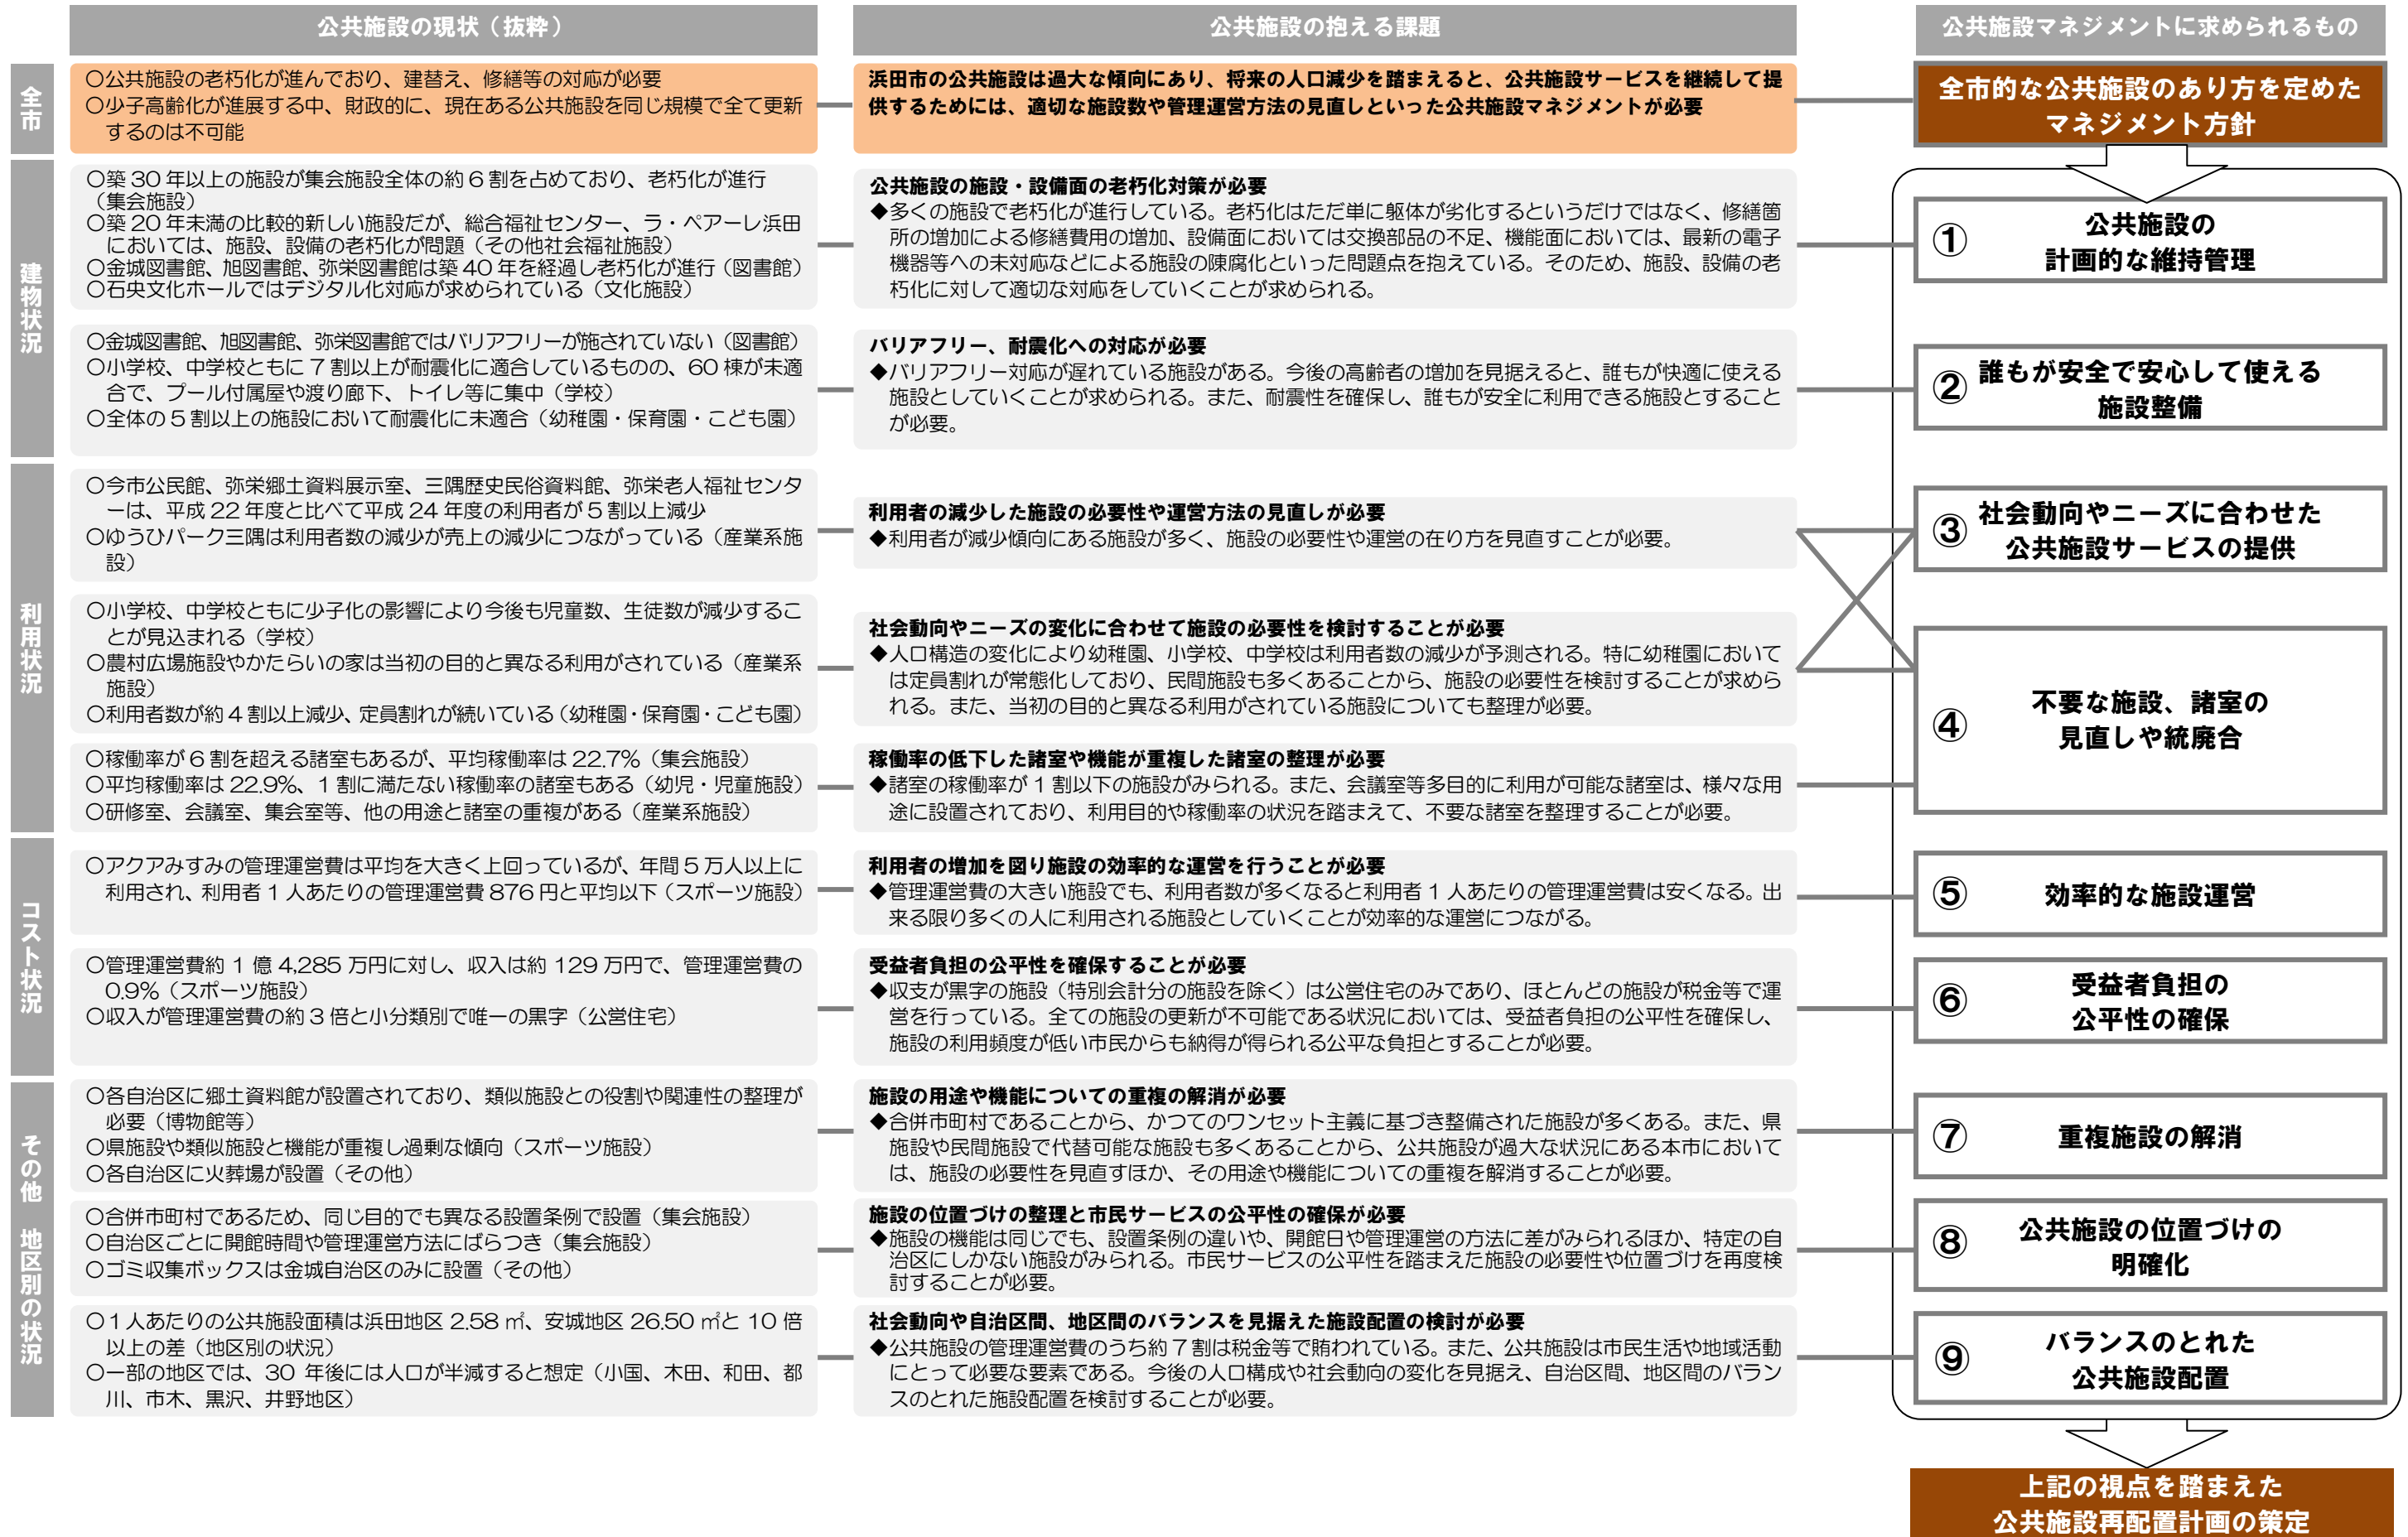 公共施設の現状（抜粋）
公共施設の抱える課題
公共施設マネジメントに求められるもの
全市
○公共施設の老朽化が進んでおり、建替え、修繕等の対応が必要
○少子高齢化が進展する中、財政的に、現在ある公共施設を同じ規模で全て更新
するのは不可能
浜田市の公共施設は過大な傾向にあり、将来の人口減少を踏まえると、公共施設サービスを継続して提
供するためには、適切な施設数や管理運営方法の見直しといった公共施設マネジメントが必要
全市的な公共施設のあり方を定めた
マネジメント方針
建物状況
○築 30 年以上の施設が集会施設全体の約 6 割を占めており、老朽化が進行
（集会施設）
○築 20 年未満の比較的新しい施設だが、総合福祉センター、ラ・ペアーレ浜田
においては、施設、設備の老朽化が問題（その他社会福祉施設）
○金城図書館、旭図書館、弥栄図書館は築 40 年を経過し老朽化が進行（図書館）
○石央文化ホールではデジタル化対応が求められている（文化施設）
公共施設の施設・設備面の老朽化対策が必要
◆多くの施設で老朽化が進行している。老朽化はただ単に躯体が劣化するというだけではなく、修繕箇
所の増加による修繕費用の増加、設備面においては交換部品の不足、機能面においては、最新の電子
機器等への未対応などによる施設の陳腐化といった問題点を抱えている。そのため、施設、設備の老
朽化に対して適切な対応をしていくことが求められる。
①
公共施設の
計画的な維持管理
○金城図書館、旭図書館、弥栄図書館ではバリアフリーが施されていない（図書館）
○小学校、中学校ともに 7 割以上が耐震化に適合しているものの、60 棟が未適
合で、プール付属屋や渡り廊下、トイレ等に集中（学校）
○全体の 5 割以上の施設において耐震化に未適合（幼稚園・保育園・こども園）
バリアフリー、耐震化への対応が必要
◆バリアフリー対応が遅れている施設がある。今後の高齢者の増加を見据えると、誰もが快適に使える
施設としていくことが求められる。また、耐震性を確保し、誰もが安全に利用できる施設とすること
が必要。
②
誰もが安全で安心して使える
施設整備
利用状況
○今市公民館、弥栄郷土資料展示室、三隅歴史民俗資料館、弥栄老人福祉センタ
ーは、平成 22 年度と比べて平成 24 年度の利用者が 5 割以上減少
○ゆうひパーク三隅は利用者数の減少が売上の減少につながっている（産業系施
設）
利用者の減少した施設の必要性や運営方法の見直しが必要
◆利用者が減少傾向にある施設が多く、施設の必要性や運営の在り方を見直すことが必要。
③
社会動向やニーズに合わせた
公共施設サービスの提供
○小学校、中学校ともに少子化の影響により今後も児童数、生徒数が減少するこ
とが見込まれる（学校）
○農村広場施設やかたらいの家は当初の目的と異なる利用がされている（産業系
施設）
○利用者数が約 4 割以上減少、定員割れが続いている（幼稚園・保育園・こども園）
社会動向やニーズの変化に合わせて施設の必要性を検討することが必要
◆人口構造の変化により幼稚園、小学校、中学校は利用者数の減少が予測される。特に幼稚園において
は定員割れが常態化しており、民間施設も多くあることから、施設の必要性を検討することが求めら
れる。また、当初の目的と異なる利用がされている施設についても整理が必要。
④
不要な施設、諸室の
見直しや統廃合
○稼働率が 6 割を超える諸室もあるが、平均稼働率は 22.7%（集会施設）
○平均稼働率は 22.9%、1 割に満たない稼働率の諸室もある（幼児・児童施設）
○研修室、会議室、集会室等、他の用途と諸室の重複がある（産業系施設）
稼働率の低下した諸室や機能が重複した諸室の整理が必要
◆諸室の稼働率が 1 割以下の施設がみられる。また、会議室等多目的に利用が可能な諸室は、様々な用
途に設置されており、利用目的や稼働率の状況を踏まえて、不要な諸室を整理することが必要。
コスト状況
○アクアみすみの管理運営費は平均を大きく上回っているが、年間 5 万人以上に
利用され、利用者 1 人あたりの管理運営費 876 円と平均以下（スポーツ施設）
利用者の増加を図り施設の効率的な運営を行うことが必要
◆管理運営費の大きい施設でも、利用者数が多くなると利用者 1 人あたりの管理運営費は安くなる。出
来る限り多くの人に利用される施設としていくことが効率的な運営につながる。
⑤
効率的な施設運営
○管理運営費約 1 億 4,285 万円に対し、収入は約 129 万円で、管理運営費の
0.9%（スポーツ施設）
○収入が管理運営費の約 3 倍と小分類別で唯一の黒字（公営住宅）
受益者負担の公平性を確保することが必要
◆収支が黒字の施設（特別会計分の施設を除く）は公営住宅のみであり、ほとんどの施設が税金等で運
営を行っている。全ての施設の更新が不可能である状況においては、受益者負担の公平性を確保し、
施設の利用頻度が低い市民からも納得が得られる公平な負担とすることが必要。
⑥
受益者負担の
公平性の確保
その他 地区別の状況
○各自治区に郷土資料館が設置されており、類似施設との役割や関連性の整理が
必要（博物館等）
○県施設や類似施設と機能が重複し過剰な傾向（スポーツ施設）
○各自治区に火葬場が設置（その他）
施設の用途や機能についての重複の解消が必要
◆合併市町村であることから、かつてのワンセット主義に基づき整備された施設が多くある。また、県
施設や民間施設で代替可能な施設も多くあることから、公共施設が過大な状況にある本市において
は、施設の必要性を見直すほか、その用途や機能についての重複を解消することが必要。
⑦
重複施設の解消
○合併市町村であるため、同じ目的でも異なる設置条例で設置（集会施設）
○自治区ごとに開館時間や管理運営方法にばらつき（集会施設）
○ゴミ収集ボックスは金城自治区のみに設置（その他）
施設の位置づけの整理と市民サービスの公平性の確保が必要
◆施設の機能は同じでも、設置条例の違いや、開館日や管理運営の方法に差がみられるほか、特定の自
治区にしかない施設がみられる。市民サービスの公平性を踏まえた施設の必要性や位置づけを再度検
討することが必要。
⑧
公共施設の位置づけの
明確化
○1 人あたりの公共施設面積は浜田地区 2.58 ㎡、安城地区 26.50 ㎡と 10 倍
以上の差（地区別の状況）
○一部の地区では、30 年後には人口が半減すると想定（小国、木田、和田、都
川、市木、黒沢、井野地区）
社会動向や自治区間、地区間のバランスを見据えた施設配置の検討が必要
◆公共施設の管理運営費のうち約 7 割は税金等で賄われている。また、公共施設は市民生活や地域活動
にとって必要な要素である。今後の人口構成や社会動向の変化を見据え、自治区間、地区間のバラン
スのとれた施設配置を検討することが必要。
⑨
バランスのとれた
公共施設配置
上記の視点を踏まえた
公共施設再配置計画の策定